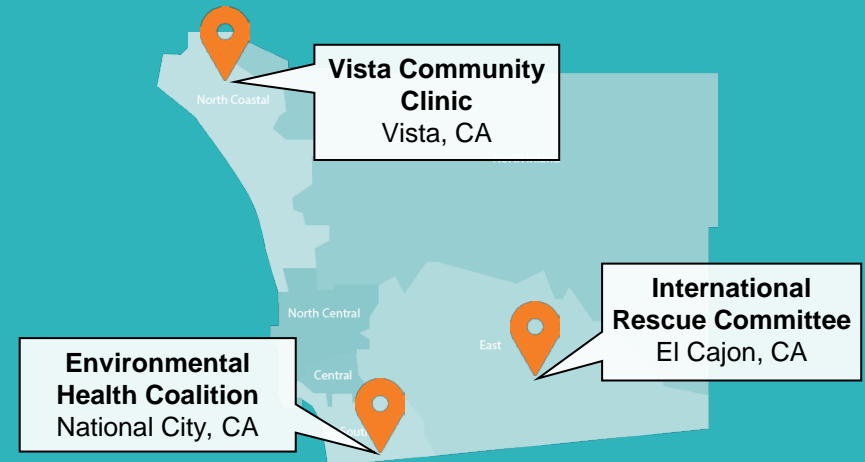 Vista Community
Clinic
Vista, CA
North Coastal
International
Rescue Committee
El Cajon, CA
North Central
East
Central
Environmental
Health Coalition
National City, CA